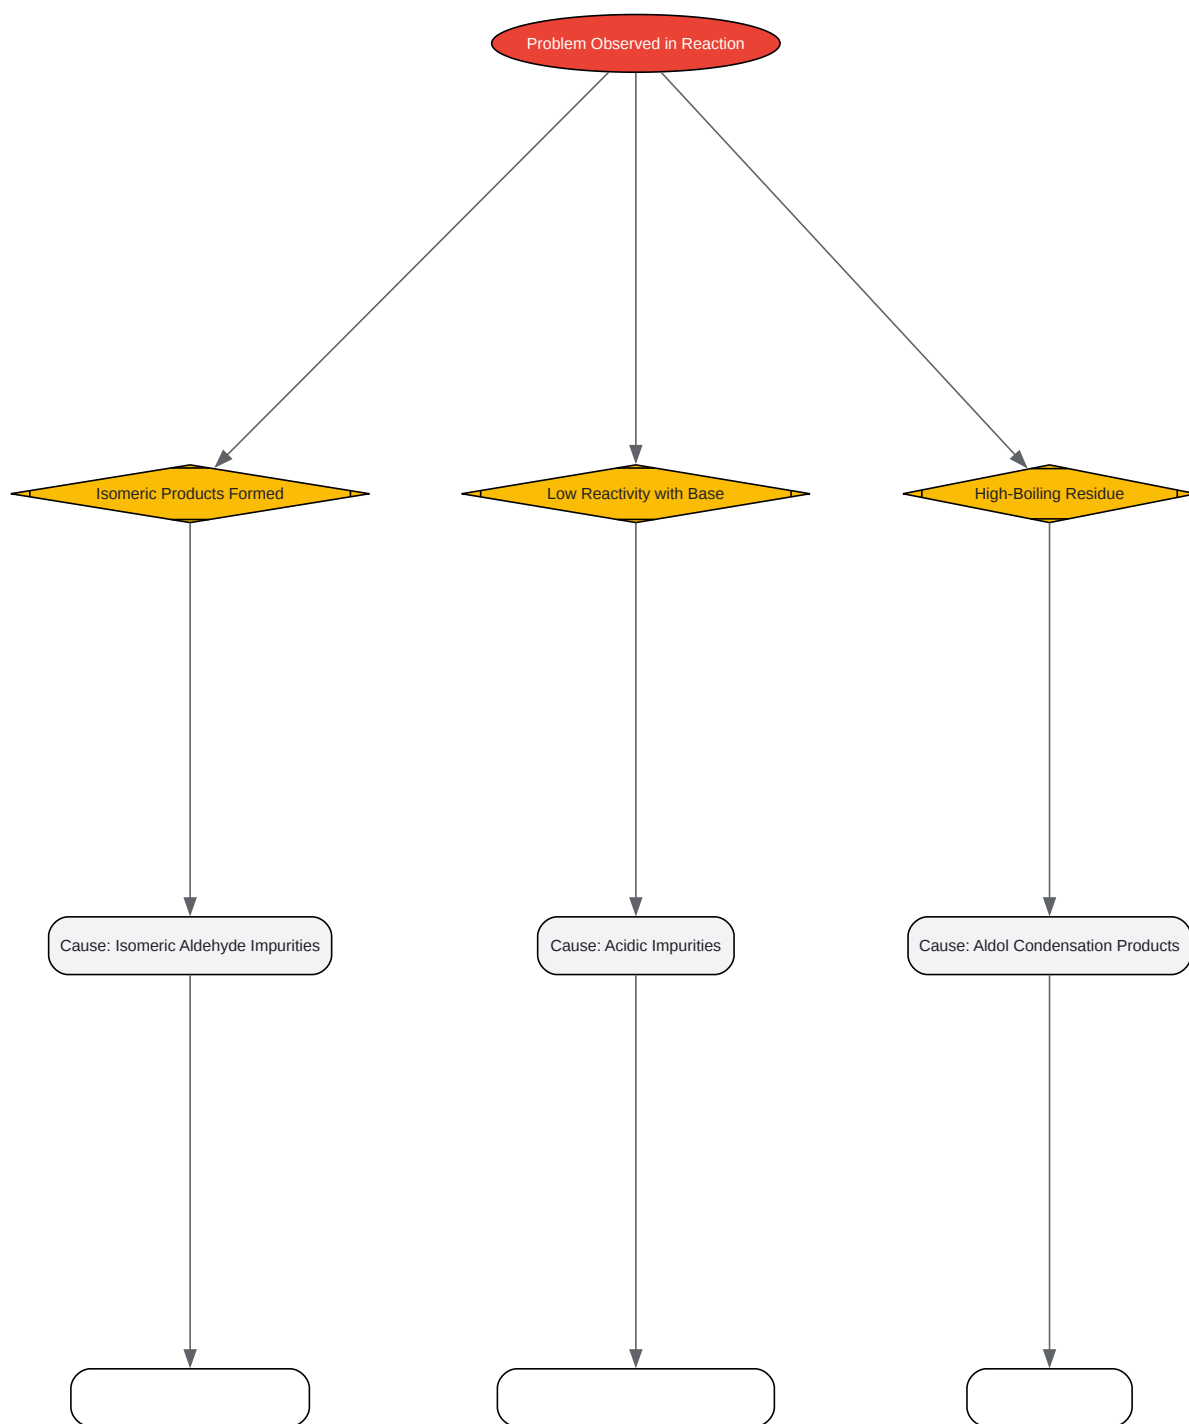 Problem Observed in Reaction
Isomeric Products Formed
Low Reactivity with Base
High-Boiling Residue
Cause: Isomeric Aldehyde Impurities
Cause: Acidic Impurities
Cause: Aldol Condensation Products